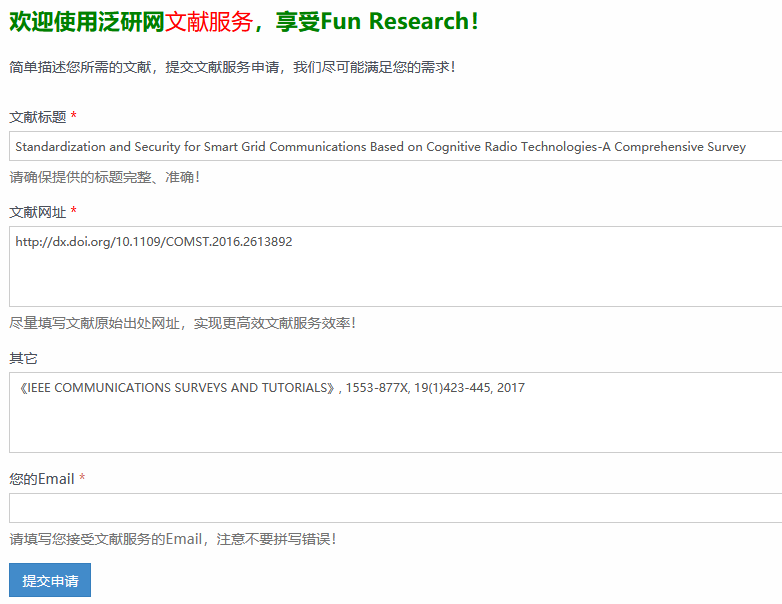 欢迎使用泛研网文献服务，享受Fun Research！
简单描述您所需的文献，提交文献服务申请，我们尽可能满足您的需求！
文献标题 *
Standardization and Security for Smart Grid Communications Based on Cognitive Radio Technologies-A Comprehensive Survey
请确保提供的标题完整、准确！
文献网址 *
http://dx.doi.org/10.1109/COMST.2016.2613892
尽量填写文献原始出处网址，实现更高效文献服务效率！
其它
《IEEE COMMUNICATIONS SURVEYS AND TUTORIALS》, 1553-877X, 19(1)423-445, 2017
您的Email *
请填写您接受文献服务的Email，注意不要拼写错误！
提交申请